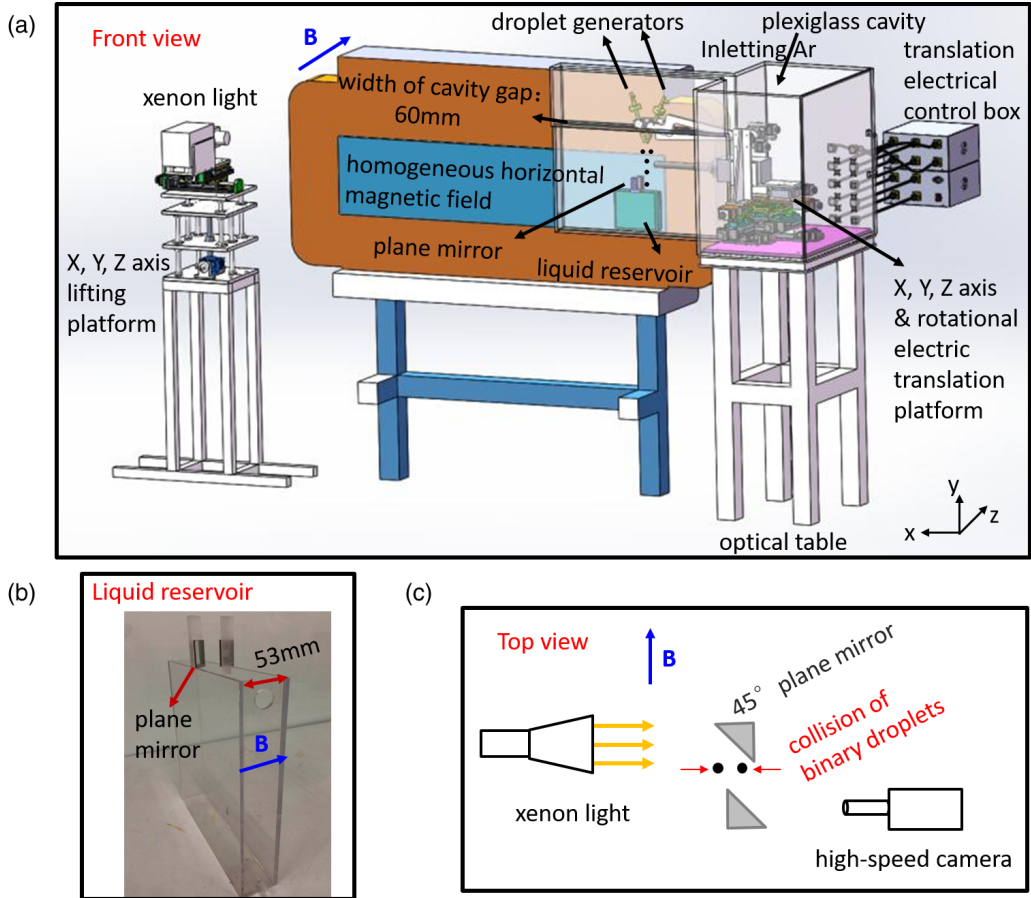 (a)
Front view
B
xenon light
X, Y, Z axis
lifting
platform
droplet generators
width of cavity gap:
60mm
homogeneous horizontal
magnetic field
plane mirror
liquid reservoir
plexiglass cavity
Inletting Ar
translation
electrical
control box
X, Y, Z axis
& rotational
electric
translation
platform
optical table
y
z
x
(b)
Liquid reservoir
53mm
plane
mirror
B
(c)
Top view
B
45° plane mirror
collision of
binary droplets
xenon light
high-speed camera